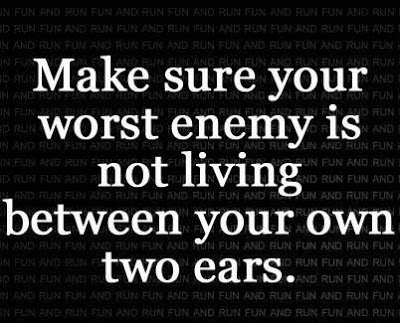 Make sure your
worst enemy is
not living
between your own
two ears.